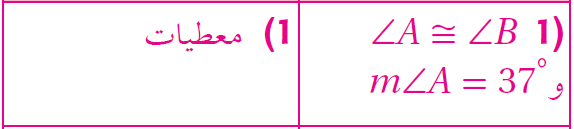 1) ∠A ≅ ∠B
و m∠A = 37°
1) معطيات